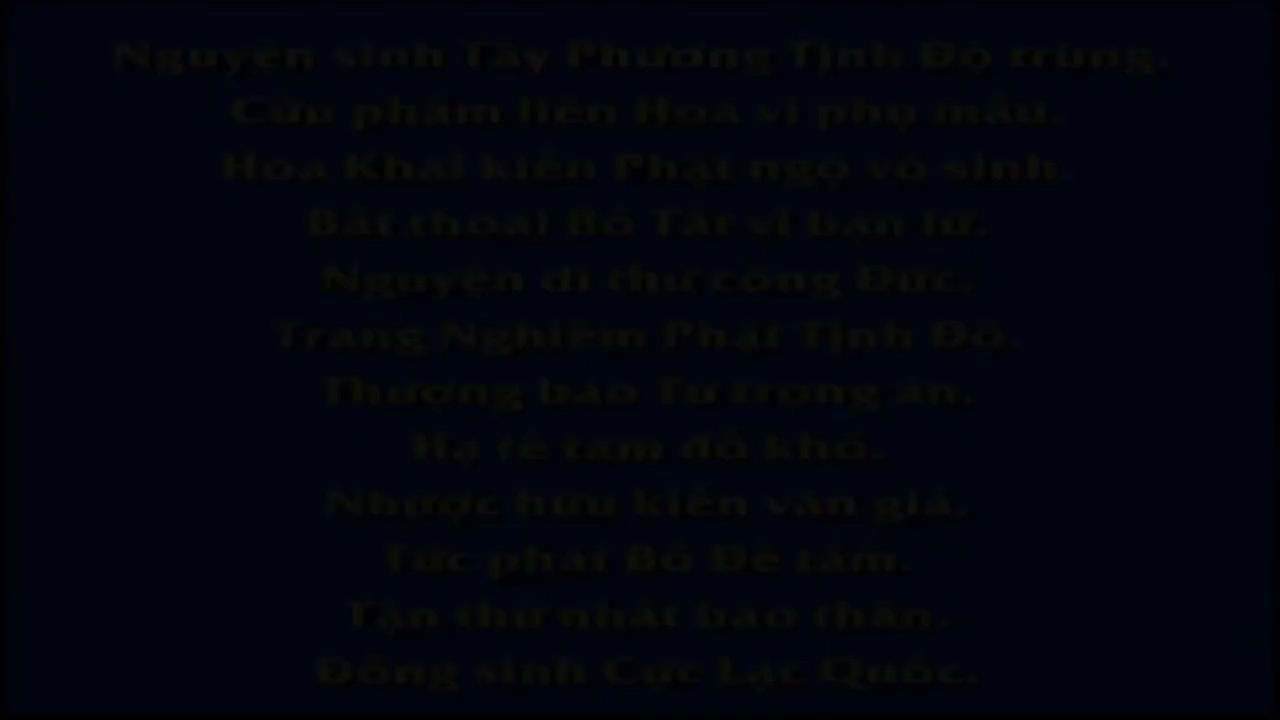 Nguyện sinh Tây Phương Tịnh Độ trung,
Cửu phẩm liên Hoa vi phụ mẫu.
Hoa Khai kiến Phật ngộ vô sinh,
Bất thoái Bồ Tát vi bạn lữ.
Nguyện dĩ thử công Đức,
Trang Nghiêm Phật Tịnh Độ,
Thượng báo Tứ trọng ân,
Hạ tế tam đồ khổ.
Nhược hữu kiến văn giả,
Tức phát Bồ Đề tâm.
Tận thử nhất báo thân,
Đồng sinh Cực Lạc Quốc.